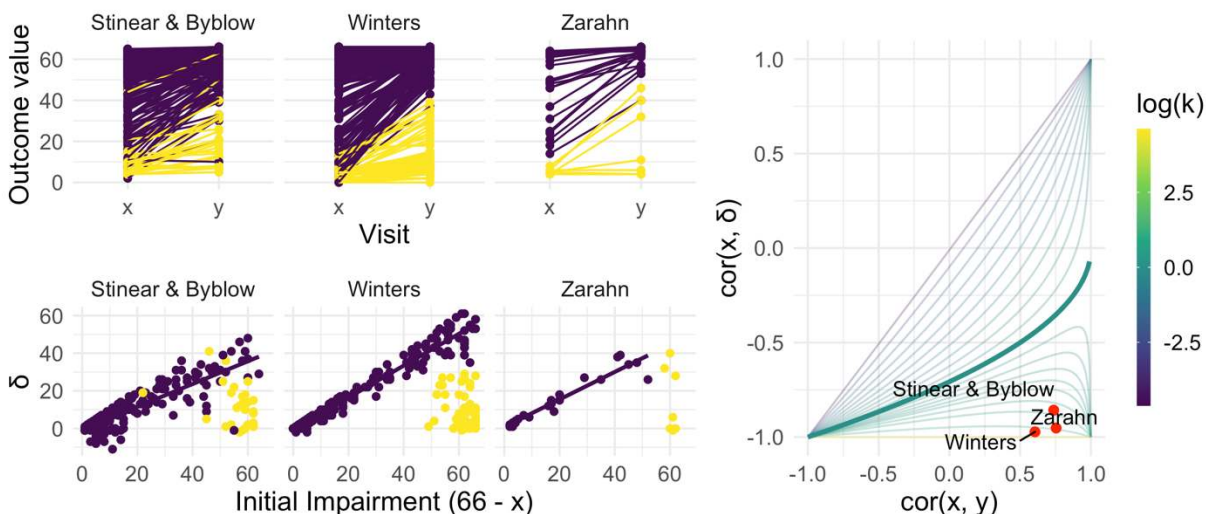 Stinear & Byblow
Winters
Zarahn
Outcome value
60
40
20
0
x
y
x
y
x
y
Visit
Stinear & Byblow
Winters
Zarahn
δ
60
40
20
0
0 20 40 60
0 20 40 60
0 20 40 60
Initial Impairment (66 - x)
cor(x, δ)
1.0
0.5
0.0
-0.5
-1.0
Stinear & Byblow
Zarahn
Winters
-1.0 -0.5 0.0 0.5 1.0
cor(x, y)
log(k)
2.5
0.0
-2.5